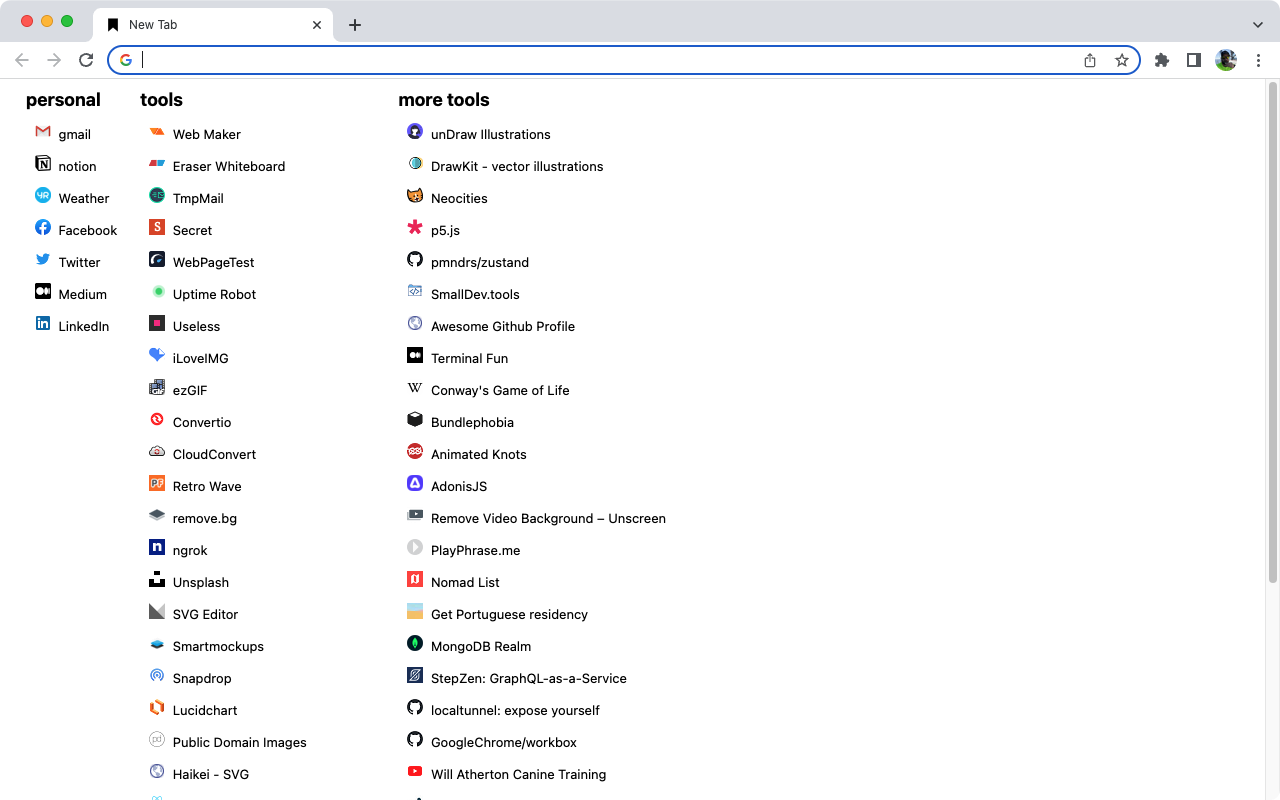 New Tab
personal
gmail
notion
Weather
Facebook
Twitter
Medium
LinkedIn
tools
Web Maker
Eraser Whiteboard
TmpMail
Secret
WebPageTest
Uptime Robot
Useless
iLoveIMG
ezGIF
Convertio
CloudConvert
Retro Wave
remove.bg
ngrok
Unsplash
SVG Editor
Smartmockups
Snapdrop
Lucidchart
Public Domain Images
Haikei - SVG
more tools
unDraw Illustrations
DrawKit - vector illustrations
Neocities
p5.js
pmndrs/zustand
SmallDev.tools
Awesome Github Profile
Terminal Fun
Conway's Game of Life
Bundlephobia
Animated Knots
AdonisJS
Remove Video Background – Unscreen
PlayPhrase.me
Nomad List
Get Portuguese residency
MongoDB Realm
StepZen: GraphQL-as-a-Service
localtunnel: expose yourself
GoogleChrome/workbox
Will Atherton Canine Training